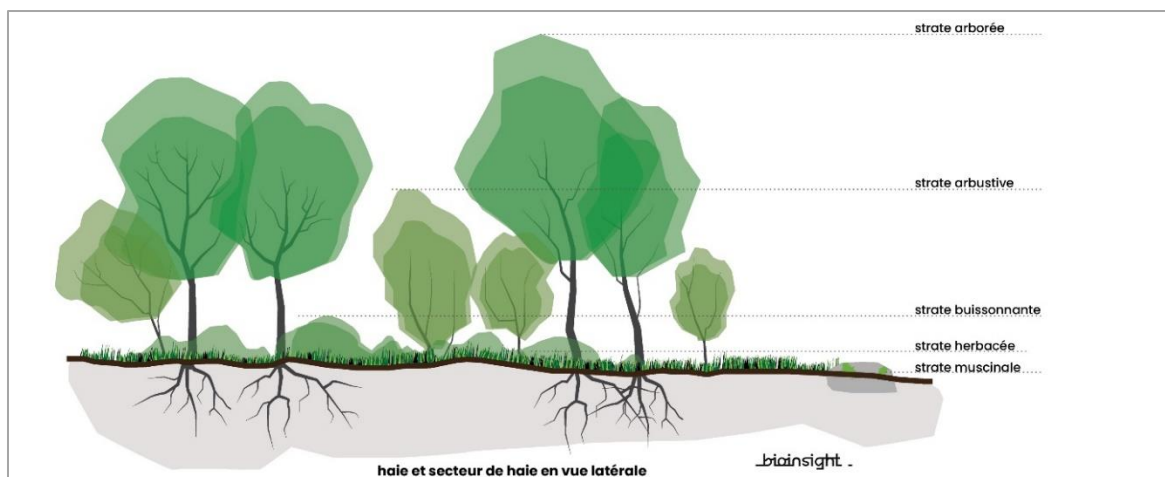 strate arborée
strate arbustive
strate buissonnante
strate herbacée
strate muscinale
haie et secteur de haie en vue latérale
bioinsight